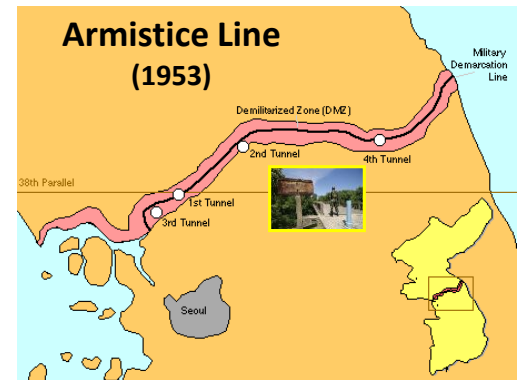 Armistice Line
(1953)
Military
Demarcation
Line
Demilitarized Zone (DMZ)
2nd Tunnel
4th Tunnel
38th Parallel
1st Tunnel
3rd Tunnel
Seoul